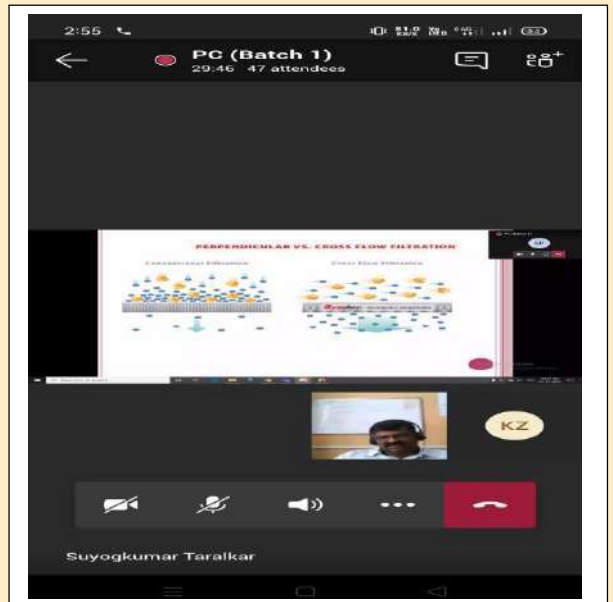 2:55
PC (Batch 1)
29:46 47 attendees
PERPENDICULAR VS. CROSS FLOW FILTRATION
Conventional Filtration Cross Flow Filtration
SP
KZ
Suyogkumar Taralkar